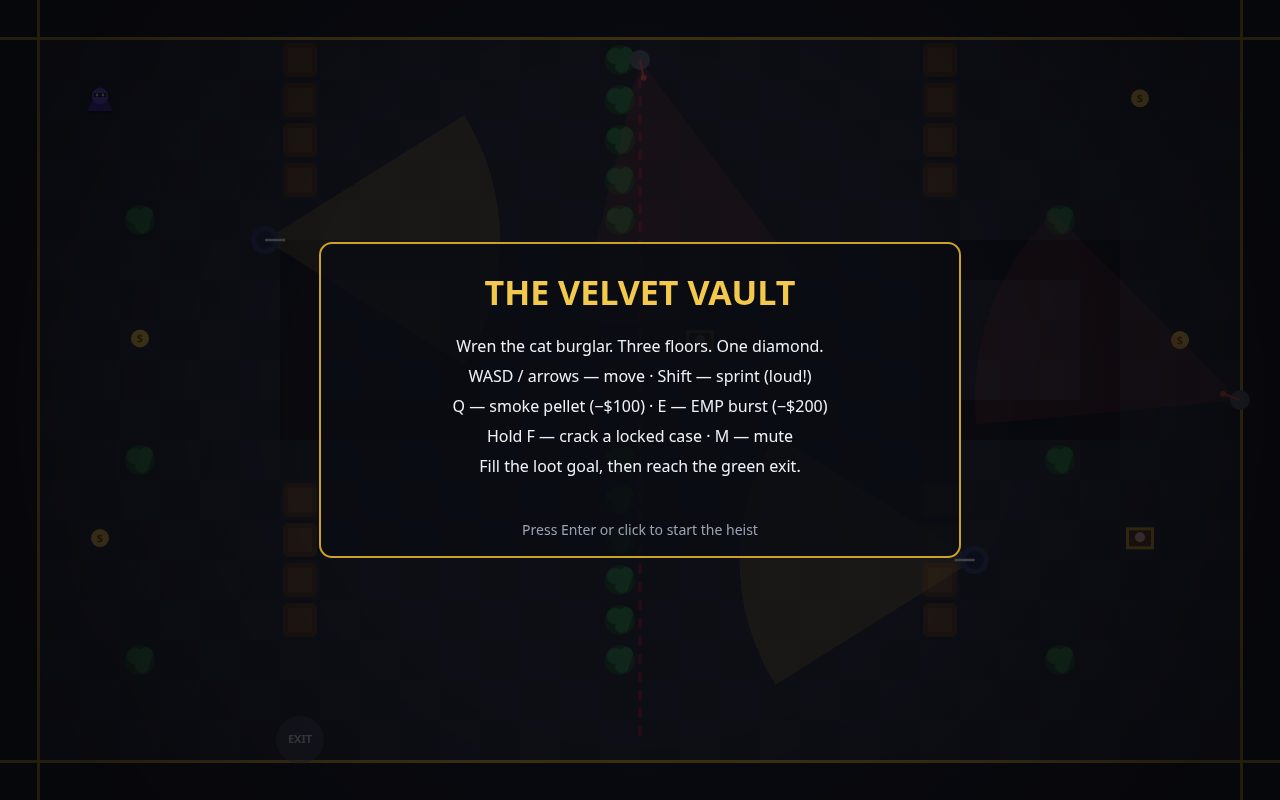 THE VELVET VAULT
Wren the cat burglar. Three floors. One diamond.
WASD / arrows — move · Shift — sprint (loud!)
Q — smoke pellet (−$100) · E — EMP burst (−$200)
Hold F — crack a locked case · M — mute
Fill the loot goal, then reach the green exit.
Press Enter or click to start the heist
S
S
S
S
EXIT